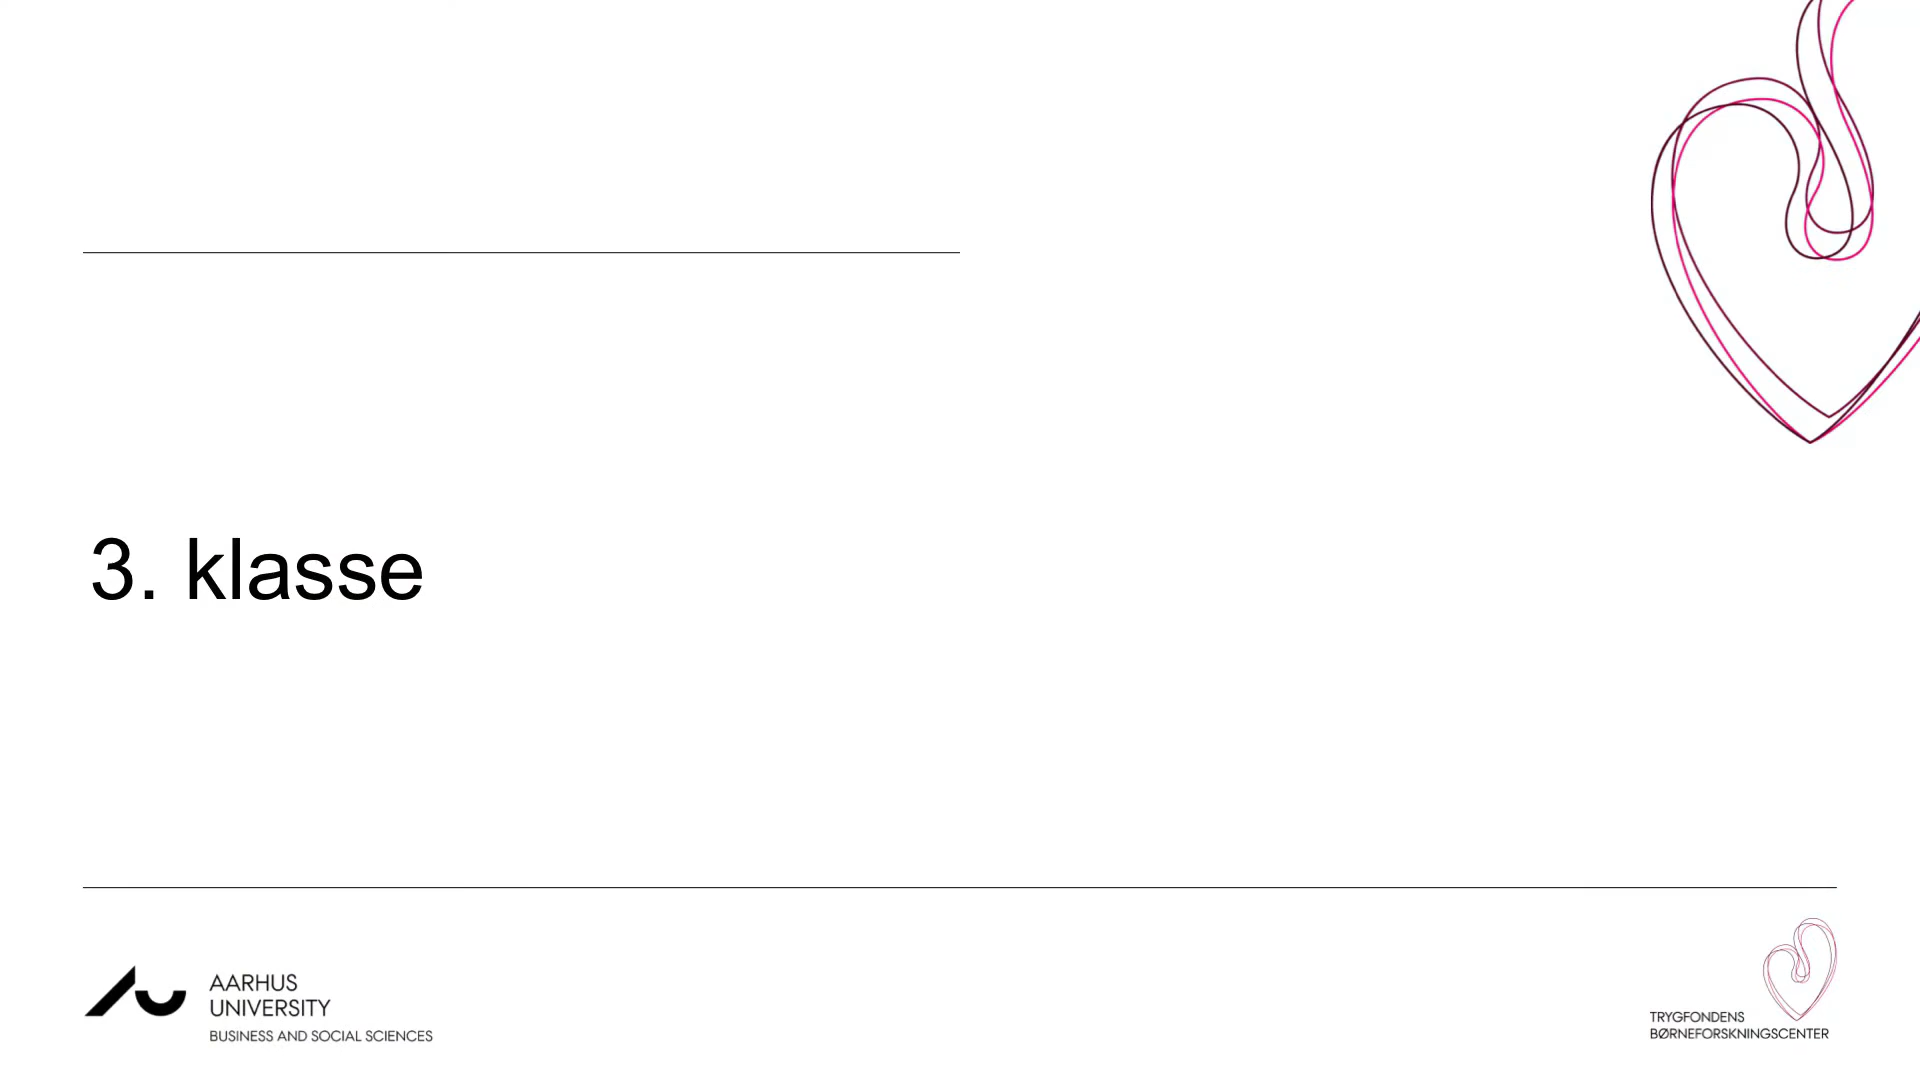 3. klasse
AARHUS
UNIVERSITY
BUSINESS AND SOCIAL SCIENCES
TRYGFONDENS
BØRNEFORSKNINGSCENTER